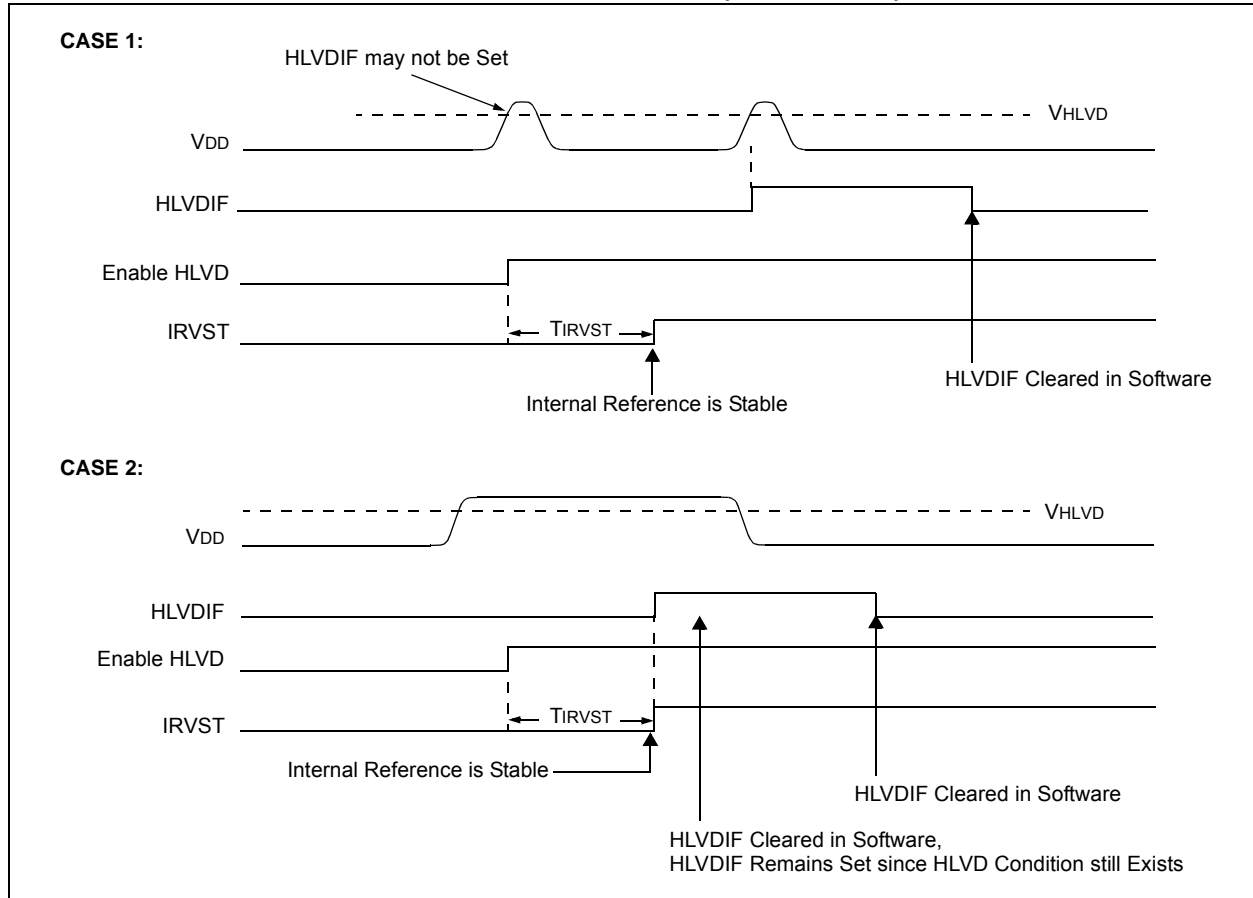 CASE 1:
HLVDIF may not be Set
VHLVD
VDD
HLVDIF
Enable HLVD
TIRVST
IRVST
HLVDIF Cleared in Software
Internal Reference is Stable
CASE 2:
VHLVD
VDD
HLVDIF
Enable HLVD
TIRVST
IRVST
Internal Reference is Stable
HLVDIF Cleared in Software
HLVDIF Cleared in Software,
HLVDIF Remains Set since HLVD Condition still Exists